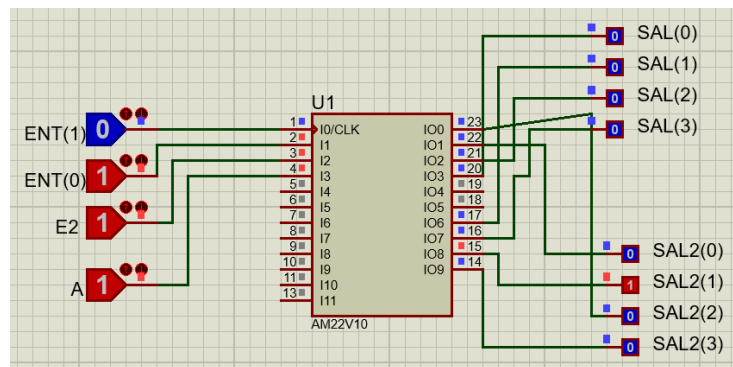 SAL(0)
0
SAL(1)
0
SAL(2)
0
SAL(3)
0
U1
ENT(1)
0
ENT(0)
1
E2
1
A
1
1
2
3
4
5
6
7
8
9
10
11
13
I0/CLK
I1
I2
I3
I4
I5
I6
I7
I8
I9
I10
I11
IO0
IO1
IO2
IO3
IO4
IO5
IO6
IO7
IO8
IO9
23
22
21
20
19
18
17
16
15
14
AM22V10
SAL2(0)
0
SAL2(1)
1
SAL2(2)
0
SAL2(3)
0